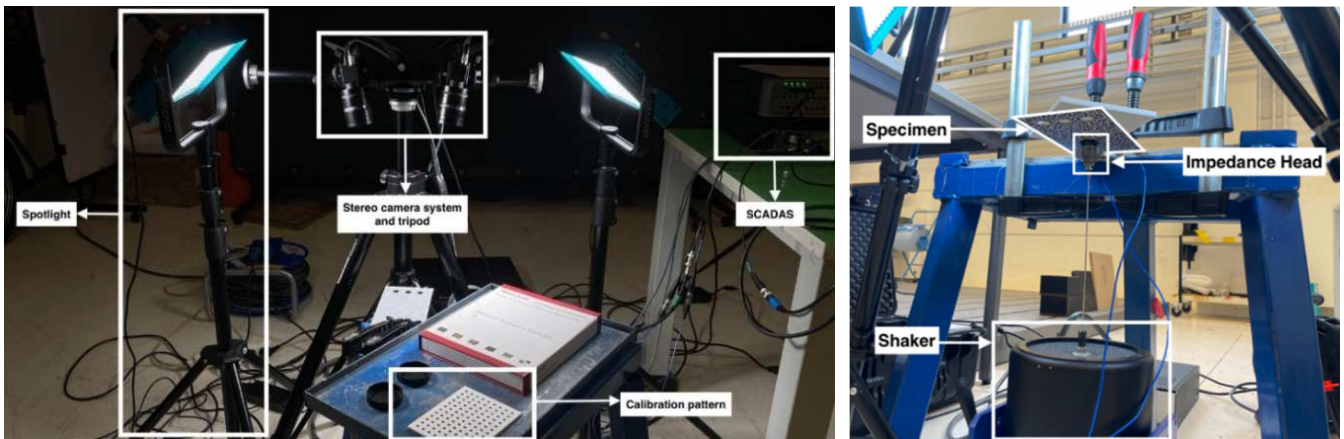 Spotlight
Stereo camera system
and tripod
SCADAS
Calibration pattern
Specimen
Impedance Head
Shaker